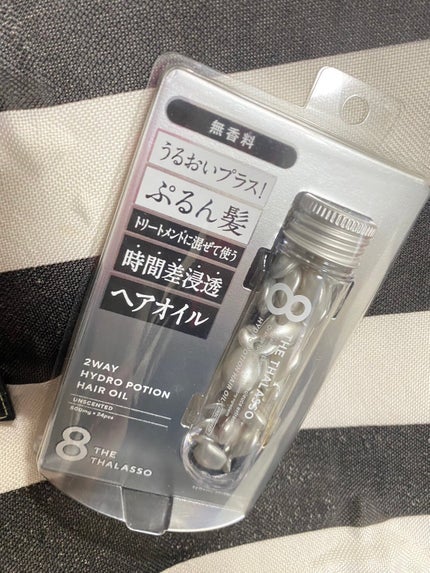 無香料
うるおいプラス!
ぷるん髪
トリートメントに混ぜて使う
時間差浸透
ヘアオイル
2WAY
HYDRO POTION
HAIR OIL
UNSCENTED
500mg × 24pcs
8 THE
THALASSO
8 THE THALASSO